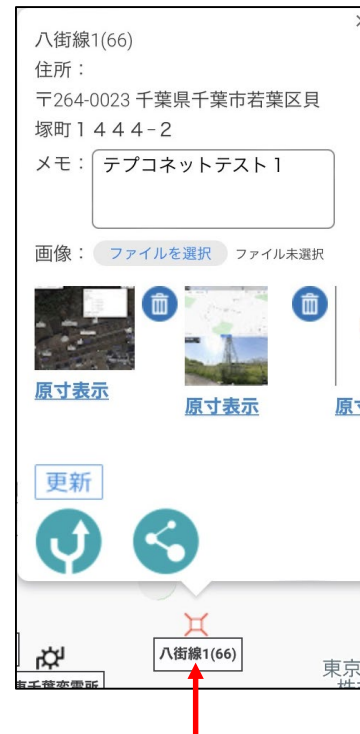 八街線1(66)
住所：
〒264-0023 千葉県千葉市若葉区貝
塚町１４４４−２
メモ： テプコネットテスト１
画像： ファイルを選択 ファイル未選択
原寸表示
原寸表示
原寸
更新
八街線1(66)
東京
東千葉変電所
株式